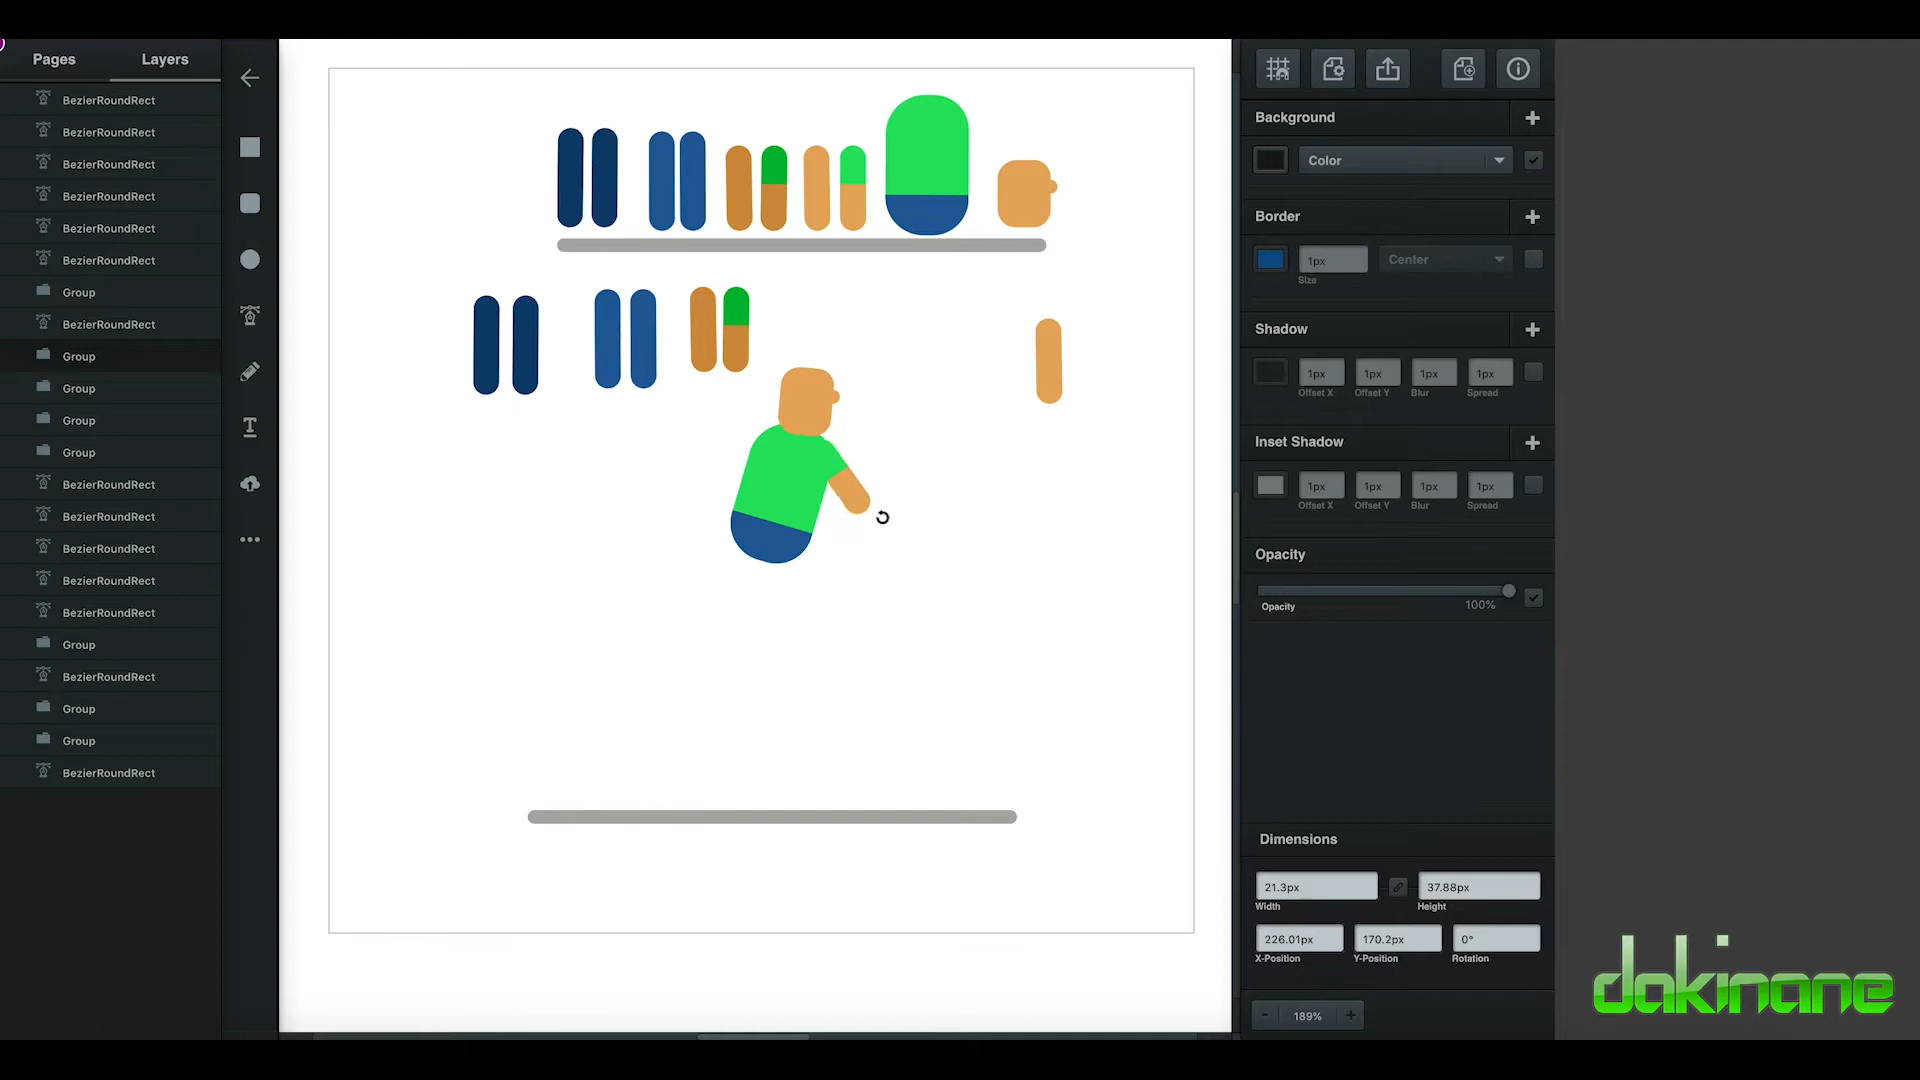 Pages
Layers
BezierRoundRect
BezierRoundRect
BezierRoundRect
BezierRoundRect
BezierRoundRect
BezierRoundRect
Group
BezierRoundRect
Group
Group
Group
Group
BezierRoundRect
BezierRoundRect
BezierRoundRect
BezierRoundRect
BezierRoundRect
Group
BezierRoundRect
Group
Group
BezierRoundRect
Background
Color
Border
1px
Center
Size
Shadow
1px 1px 1px 1px
Offset X Offset Y Blur Spread
Inset Shadow
1px 1px 1px 1px
Offset X Offset Y Blur Spread
Opacity
Opacity 100%
Dimensions
21.3px 37.88px
Width Height
226.01px 170.2px 0°
X-Position Y-Position Rotation
- 189% +
dakinane